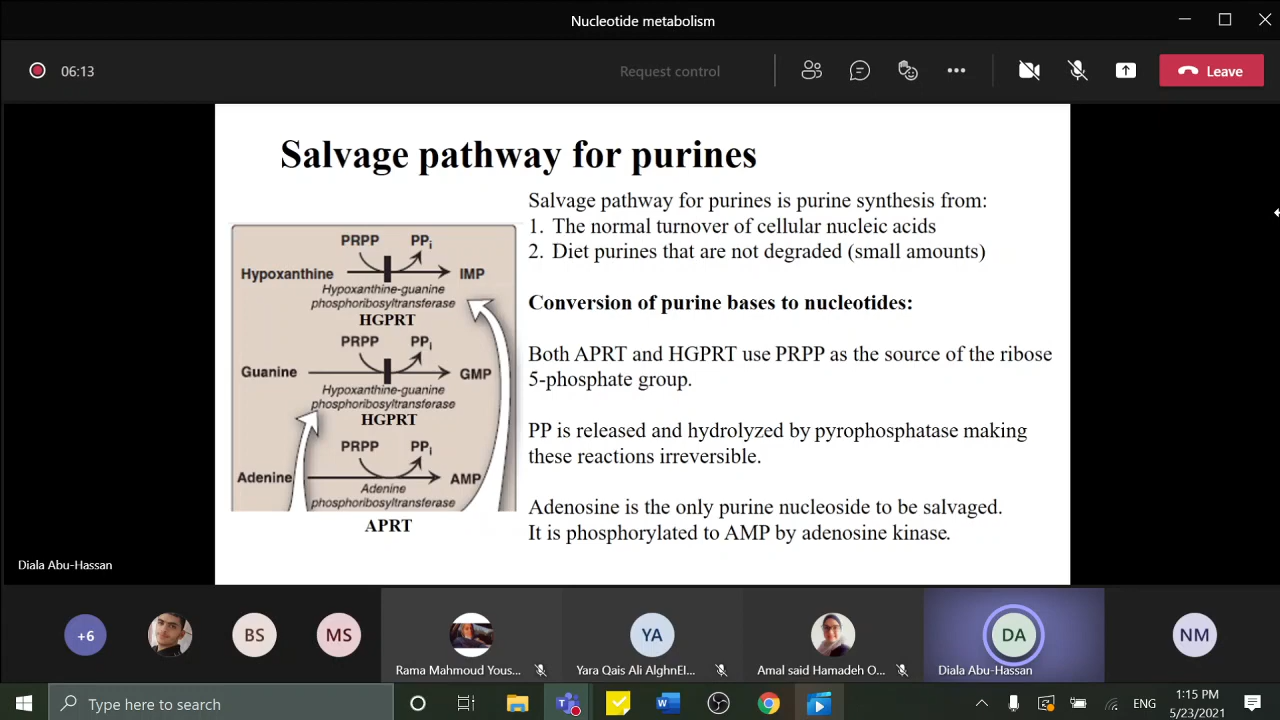 Nucleotide metabolism
06:13
Request control
Leave
Salvage pathway for purines
PRPP PPi
Hypoxanthine IMP
Hypoxanthine-guanine
phosphoribosyltransferase
HGPRT
PRPP PPi
Guanine GMP
Hypoxanthine-guanine
phosphoribosyltransferase
HGPRT
PRPP PPi
Adenine AMP
Adenine
phosphoribosyltransferase
APRT
Salvage pathway for purines is purine synthesis from:
1. The normal turnover of cellular nucleic acids
2. Diet purines that are not degraded (small amounts)
Conversion of purine bases to nucleotides:
Both APRT and HGPRT use PRPP as the source of the ribose
5-phosphate group.
PP is released and hydrolyzed by pyrophosphatase making
these reactions irreversible.
Adenosine is the only purine nucleoside to be salvaged.
It is phosphorylated to AMP by adenosine kinase.
Diala Abu-Hassan
+6 BS MS YA DA NM
Rama Mahmoud Yous... Yara Qais Ali AlghnEl... Amal said Hamadeh O... Diala Abu-Hassan
Type here to search
ENG
1:15 PM
5/23/2021